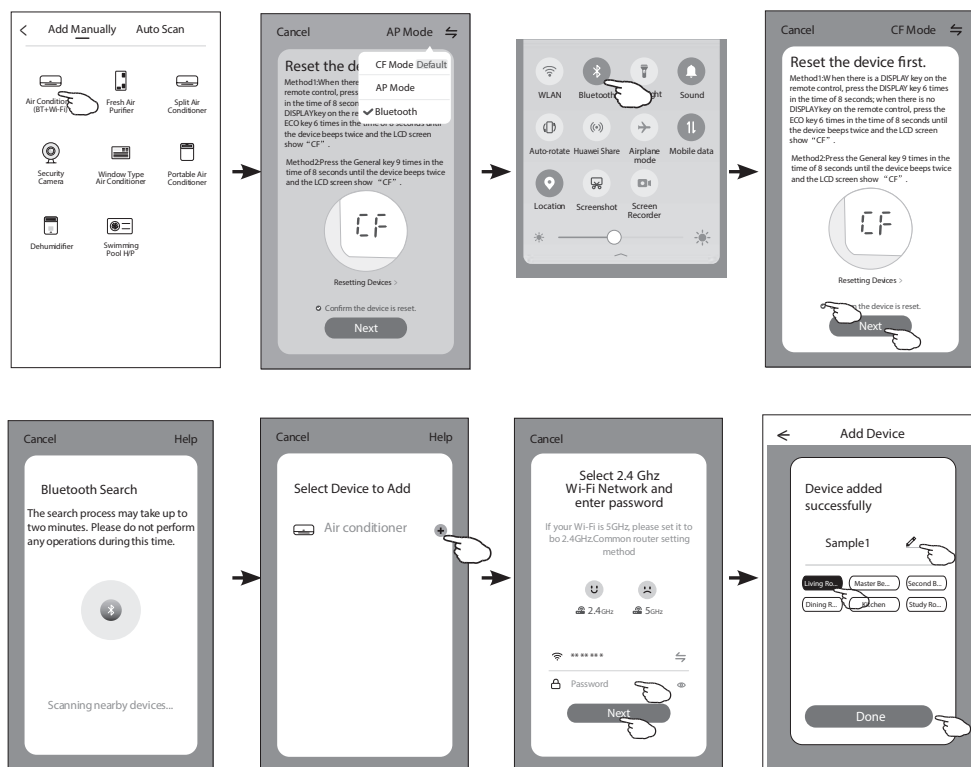 Add Manually
Auto Scan
Air Condition
(BT+Wi-Fi)
Fresh Air
Purifier
Split Air
Conditioner
Security
Camera
Window Type
Air Conditioner
Portable Air
Conditioner
Dehumidifier
Swimming
Pool H/P
Cancel
AP Mode
Reset the de
CF Mode Default
AP Mode
Bluetooth
Method1:When there
remote control, press
in the time of 8 secon
DISPLAYkey on the re
ECO key 6 times in the time of 8 seconds until
the device beeps twice and the LCD screen
show “CF” .
Method2:Press the General key 9 times in the
time of 8 seconds until the device beeps twice
and the LCD screen show “CF” .
CF
Resetting Devices >
Confirm the device is reset.
Next
WLAN
Bluetooth
ht
Sound
Auto-rotate
Huawei Share
Airplane
mode
Mobile data
Location
Screenshot
Screen
Recorder
Cancel
CF Mode
Reset the device first.
Method1:When there is a DISPLAY key on the
remote control, press the DISPLAY key 6 times
in the time of 8 seconds; when there is no
DISPLAYkey on the remote control, press the
ECO key 6 times in the time of 8 seconds until
the device beeps twice and the LCD screen
show “CF” .
Method2:Press the General key 9 times in the
time of 8 seconds until the device beeps twice
and the LCD screen show “CF” .
CF
Resetting Devices >
the device is reset.
Next
Cancel
Help
Bluetooth Search
The search process may take up to
two minutes. Please do not perform
any operations during this time.
Scanning nearby devices...
Cancel
Help
Select Device to Add
Air conditioner
Cancel
Select 2.4 Ghz
Wi-Fi Network and
enter password
If your Wi-Fi is 5GHz, please set it to
bo 2.4GHz.Common router setting
method
2.4GHz
5GHz
** ** ** *
Password
Next
Add Device
Device added
successfully
Sample1
Living Ro...
Master Be...
Second B...
Dining R...
Kitchen
Study Ro...
Done